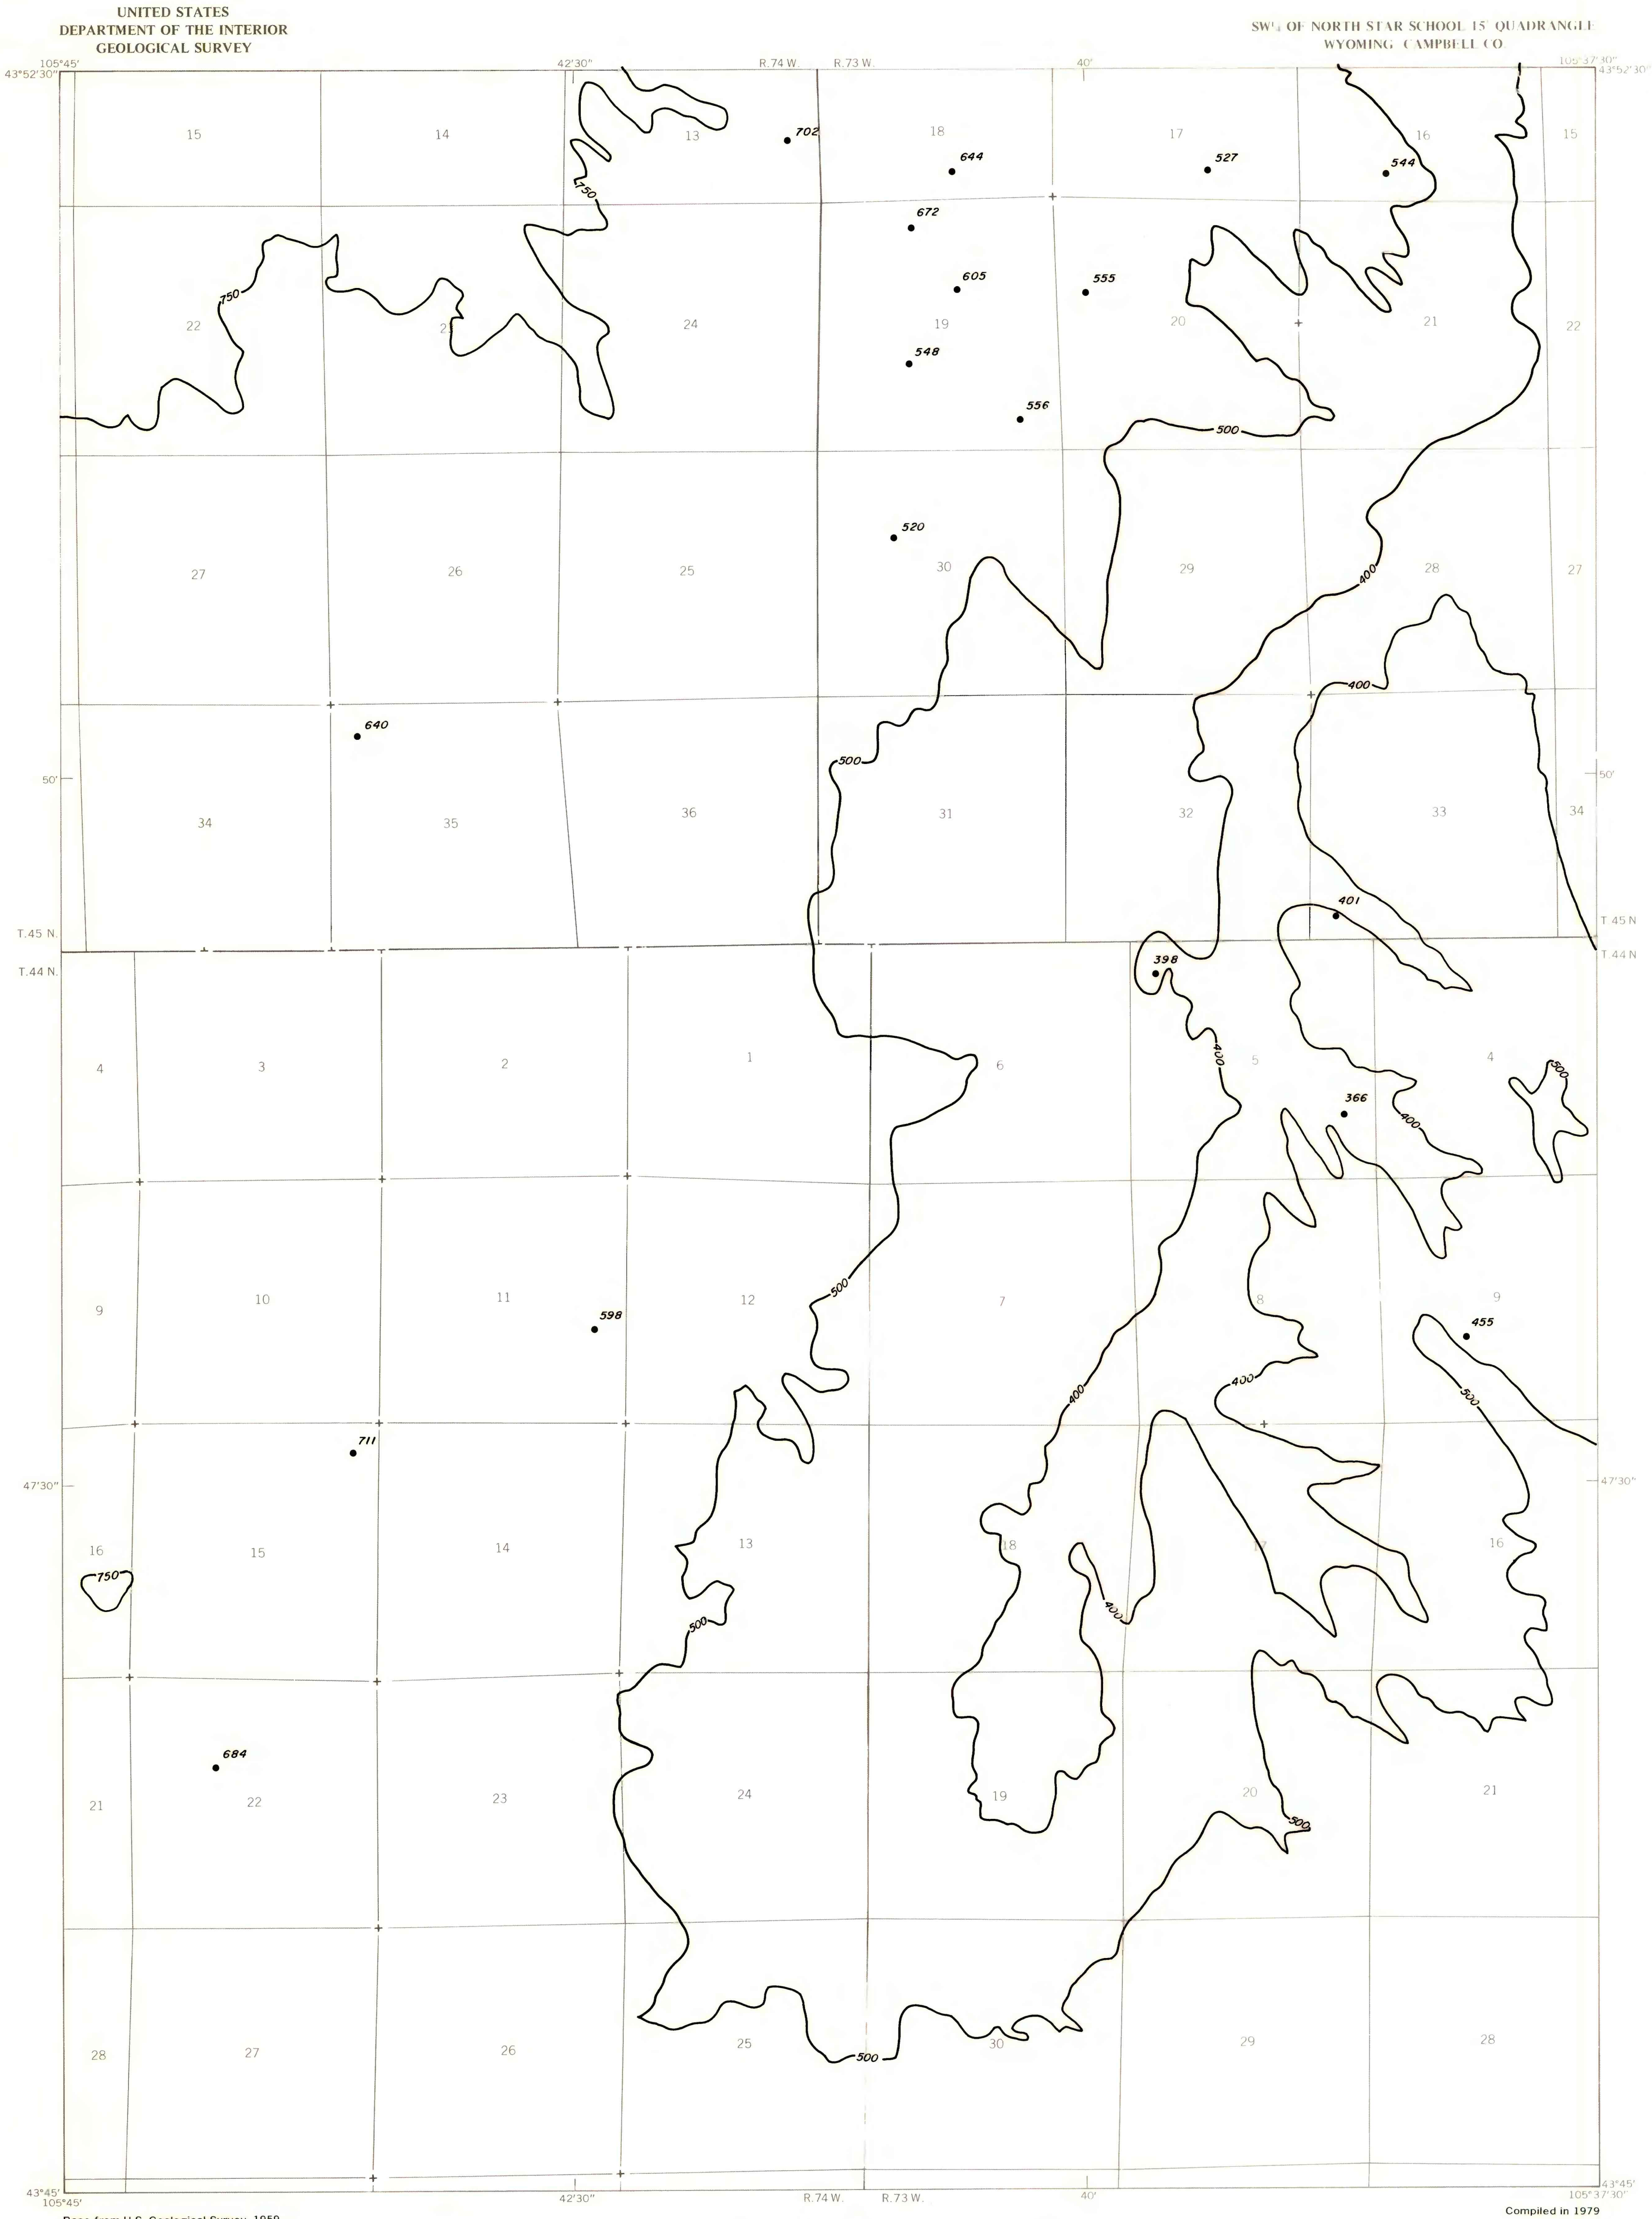 UNITED STATES
DEPARTMENT OF THE INTERIOR
GEOLOGICAL SURVEY
SW¼ OF NORTH STAR SCHOOL 15' QUADRANGLE
WYOMING CAMPBELL CO.
105°45' 42'30" R.74 W. R.73 W. 40' 105°37'30"
43°52'30" 43°52'30"
15 14 13 702 18 17 16 15
644 527 544
750
672
605 555
750
22 23 24 19 20 21 22
548
556
500
520
27 26 25 30 29 400 28 27
400
640
500
50' 50'
34 35 36 31 32 33 34
401
T.45 N. T 45 N
T.44 N. T 44 N
398
400
4 3 2 1 6 5 4 500
366
400
500
9 10 11 12 7 8 9
598 455
400 400 500
711
47'30" 47'30"
16 15 14 13 18 17 16
750
400
500
684
21 22 23 24 19 20 21
500
28 27 26 25 30 29 28
500
43°45' 43°45'
105°45' 42'30" R.74 W. R.73 W. 40' 105°37'30"
Compiled in 1979
Base from U.S. Geological Survey, 1959